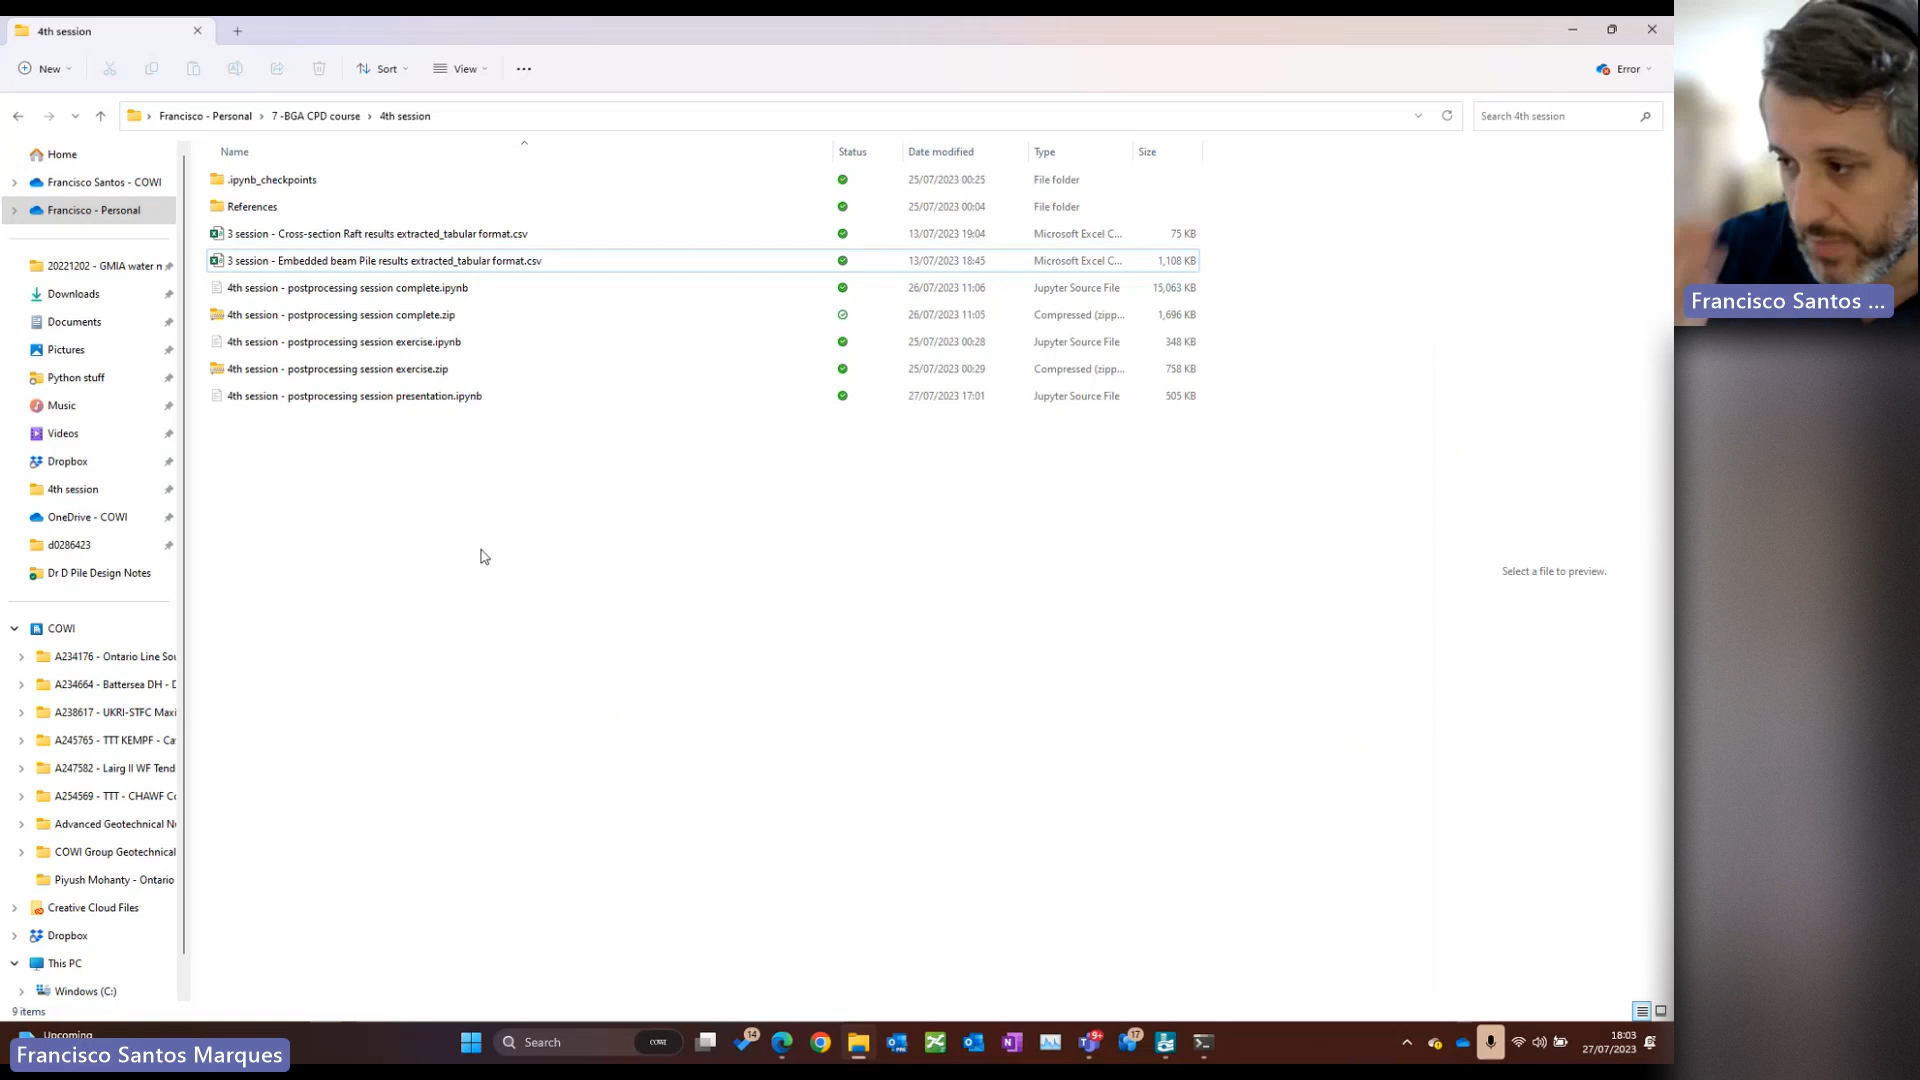 4th session
New
Sort
View
Error
Francisco - Personal
7 -BGA CPD course
4th session
Search 4th session
Home
Francisco Santos - COWI
Francisco - Personal
20221202 - GMIA water n
Downloads
Documents
Pictures
Python stuff
Music
Videos
Dropbox
4th session
OneDrive - COWI
d0286423
Dr D Pile Design Notes
COWI
A234176 - Ontario Line Sou
A234664 - Battersea DH - D
A238617 - UKRI-STFC Maxi
A245765 - TTT KEMPF - Ca
A247582 - Lairg II WF Tend
A254569 - TTT - CHAWF Co
Advanced Geotechnical Nu
COWI Group Geotechnical
Piyush Mohanty - Ontario
Creative Cloud Files
Dropbox
This PC
Windows (C:)
9 items
Name Status Date modified Type Size
.ipynb_checkpoints 25/07/2023 00:25 File folder
References 25/07/2023 00:04 File folder
3 session - Cross-section Raft results extracted_tabular format.csv 13/07/2023 19:04 Microsoft Excel C... 75 KB
3 session - Embedded beam Pile results extracted_tabular format.csv 13/07/2023 18:45 Microsoft Excel C... 1,108 KB
4th session - postprocessing session complete.ipynb 26/07/2023 11:06 Jupyter Source File 15,063 KB
4th session - postprocessing session complete.zip 26/07/2023 11:05 Compressed (zipp... 1,696 KB
4th session - postprocessing session exercise.ipynb 25/07/2023 00:28 Jupyter Source File 348 KB
4th session - postprocessing session exercise.zip 25/07/2023 00:29 Compressed (zipp... 758 KB
4th session - postprocessing session presentation.ipynb 27/07/2023 17:01 Jupyter Source File 505 KB
Select a file to preview.
Francisco Santos ...
Upcoming
Francisco Santos Marques
Search
COWI
14
9+
17
18:03
27/07/2023